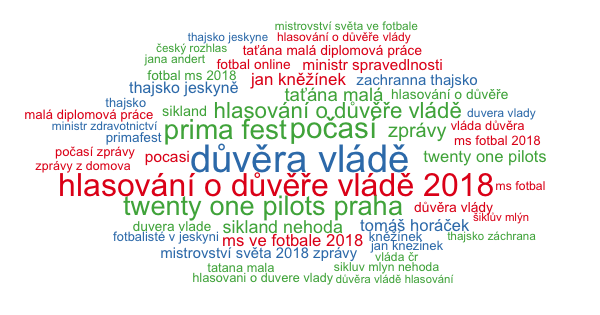 mistrovství světa ve fotbale
thajsko jeskyne hlasování o důvěře vlády
český rozhlas taťána malá diplomová práce
jana andert fotbal online ministr spravedlnosti
fotbal ms 2018 jan kněžínek zachranna thajsko
thajsko jeskyně taťána malá hlasování o důvěře
thajsko sikland hlasování o důvěře vládě duvera vlady
malá diplomová práce
ministr zdravotnictví prima fest počasí zprávy vláda důvěra
primafest ms fotbal 2018
počasí zprávy pocasi důvěra vládě twenty one pilots
zprávy z domova
hlasování o důvěře vládě 2018 ms fotbal
twenty one pilots praha důvěra vlády
šiklův mlýn
duvera vlade sikland nehoda tomáš horáček
fotbalisté v jeskyni ms ve fotbale 2018 kněžínek thajsko záchrana
jan knezinek
mistrovství světa 2018 zprávy vláda čr
tatana mala sikluv mlyn nehoda
hlasovani o duvere vlady důvěra vládě hlasování